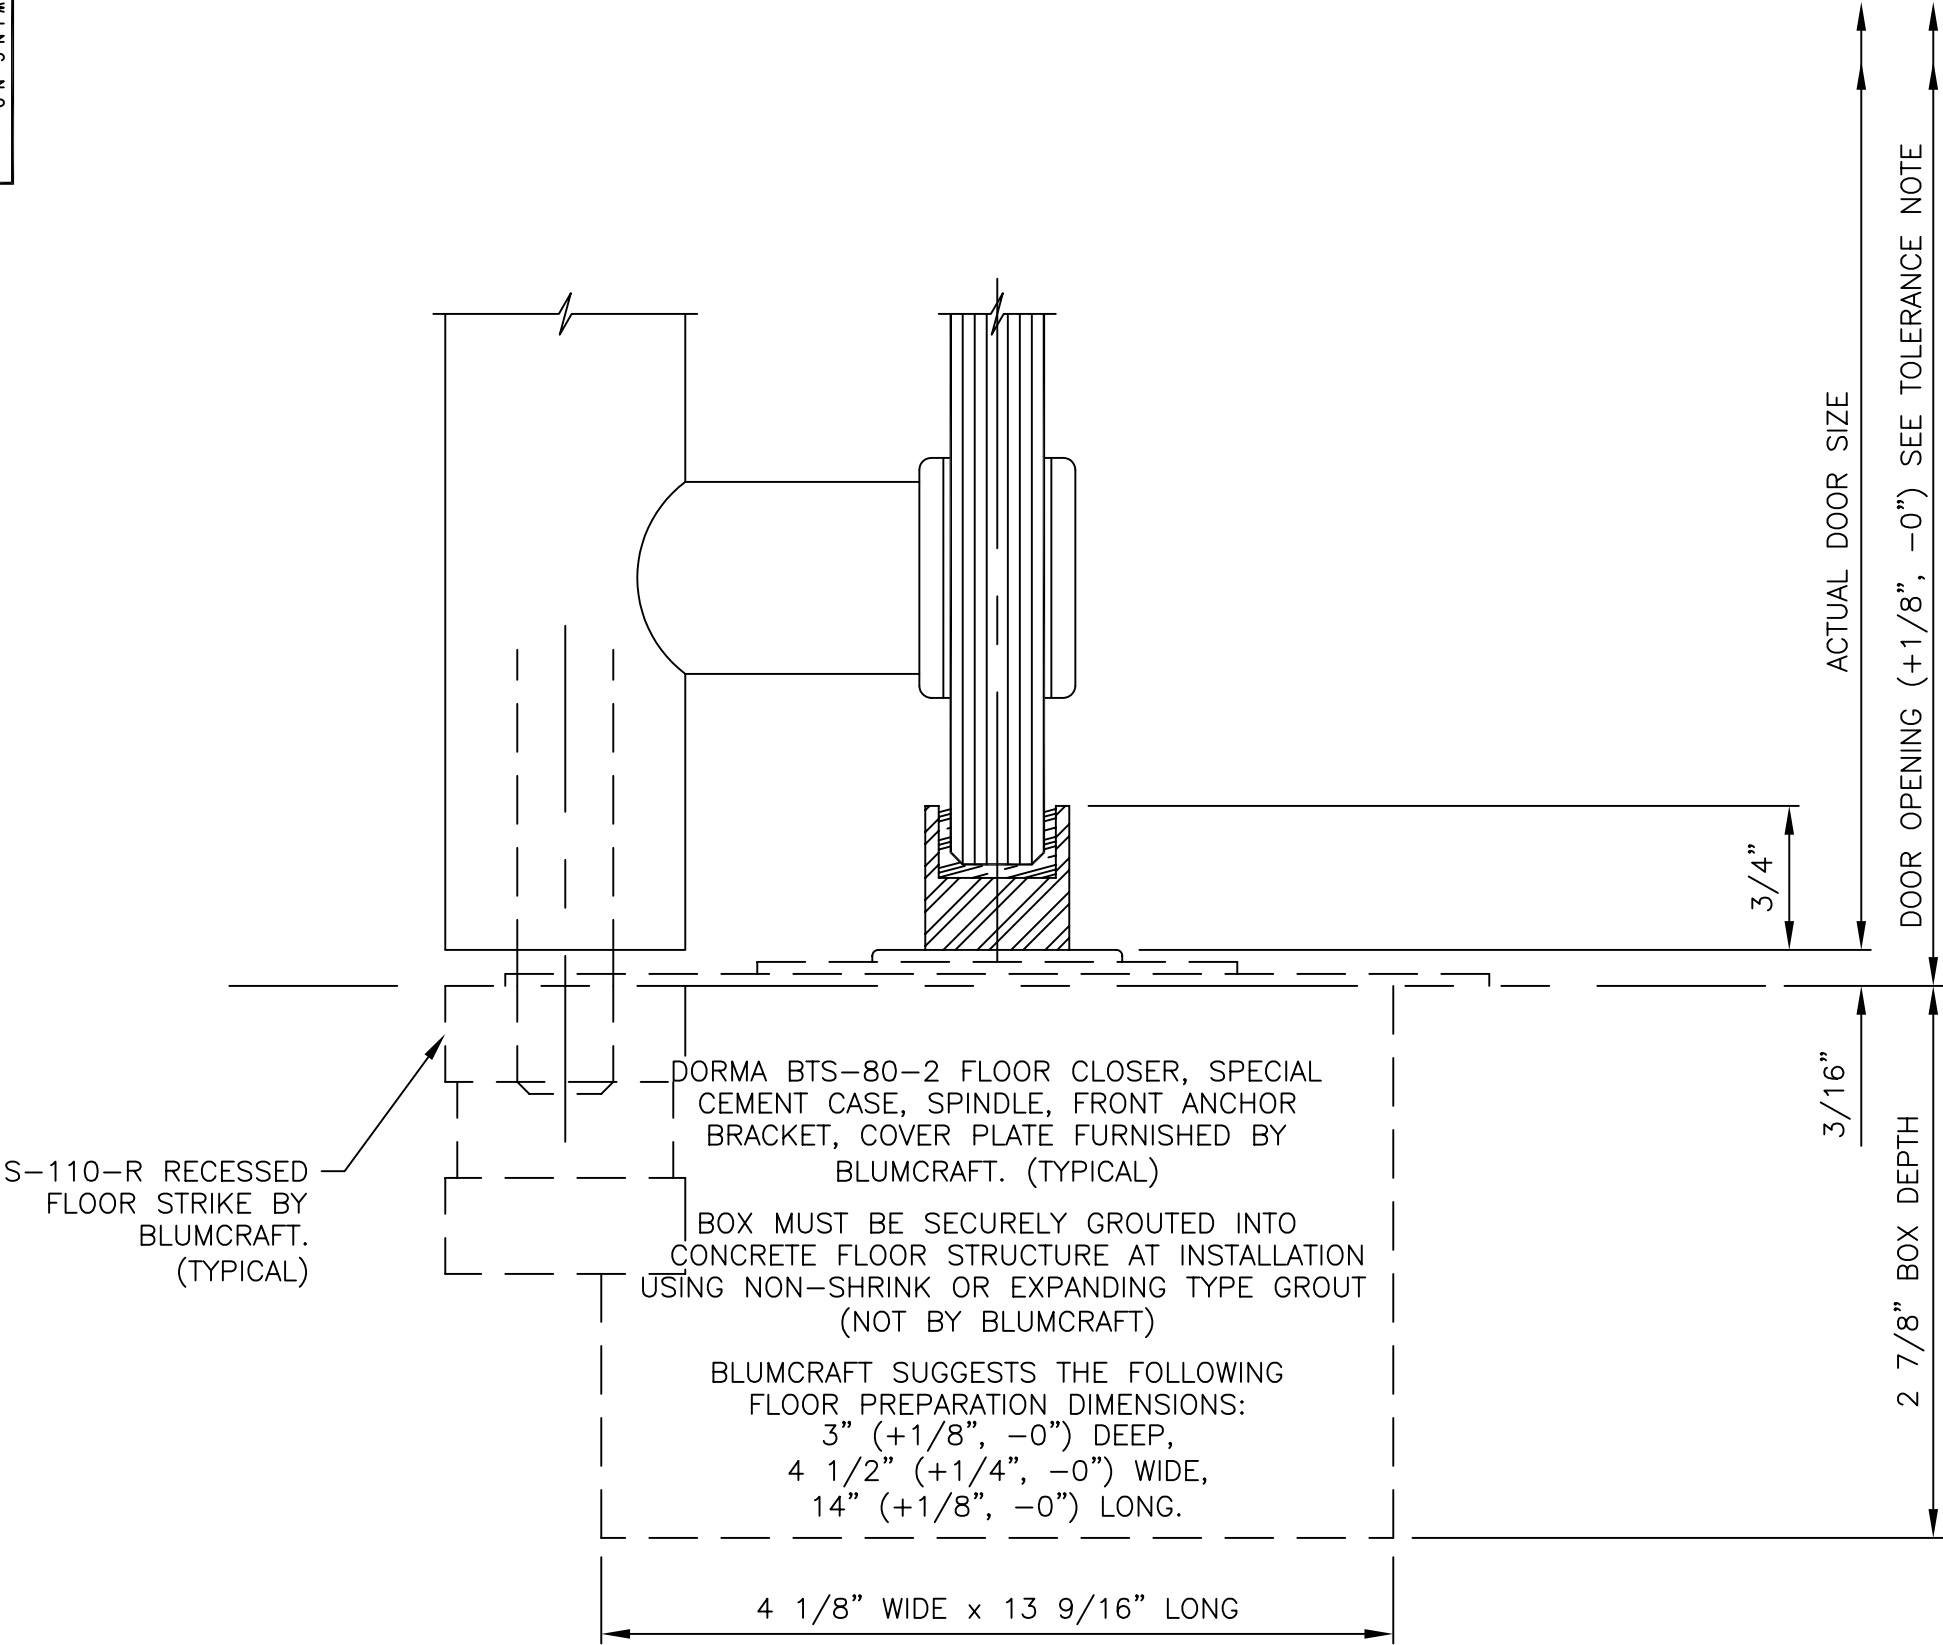 ACTUAL DOOR SIZE
DOOR OPENING (+1/8”, −0”) SEE TOLERANCE NOTE
3/4”
3/16”
2 7/8” BOX DEPTH
S−110−R RECESSED
FLOOR STRIKE BY
BLUMCRAFT.
(TYPICAL)
DORMA BTS−80−2 FLOOR CLOSER, SPECIAL
CEMENT CASE, SPINDLE, FRONT ANCHOR
BRACKET, COVER PLATE FURNISHED BY
BLUMCRAFT. (TYPICAL)
BOX MUST BE SECURELY GROUTED INTO
CONCRETE FLOOR STRUCTURE AT INSTALLATION
USING NON−SHRINK OR EXPANDING TYPE GROUT
(NOT BY BLUMCRAFT)
BLUMCRAFT SUGGESTS THE FOLLOWING
FLOOR PREPARATION DIMENSIONS:
3” (+1/8”, −0”) DEEP,
4 1/2” (+1/4”, −0”) WIDE,
14” (+1/8”, −0”) LONG.
4 1/8” WIDE x 13 9/16” LONG